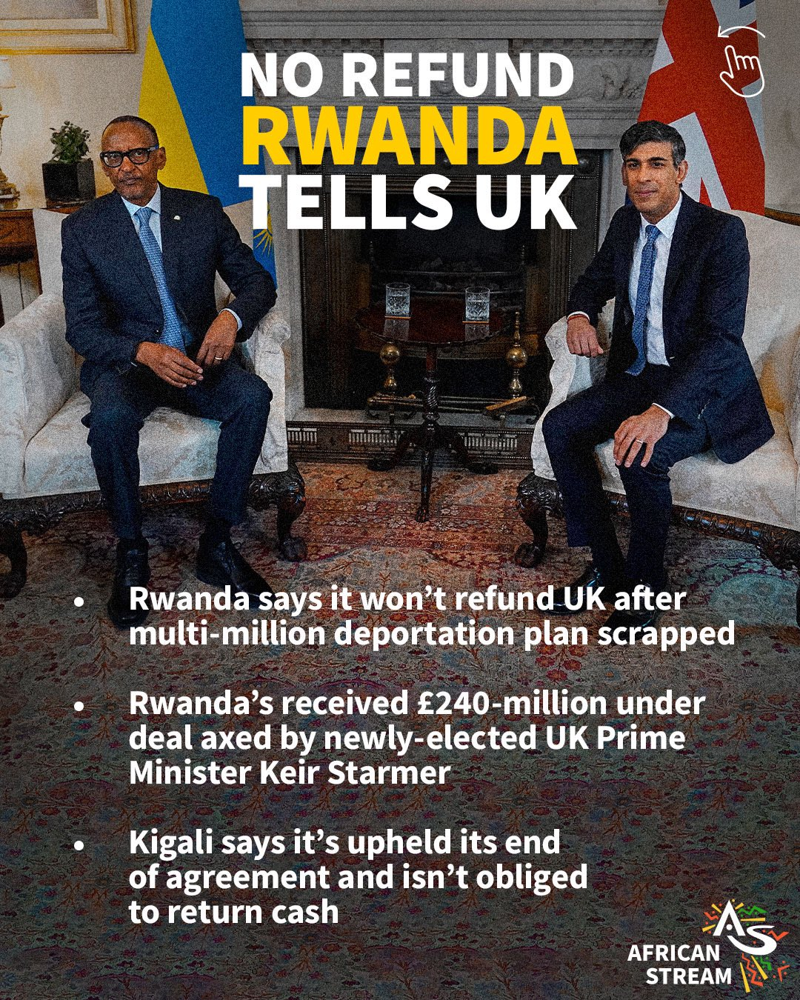 NO REFUND
RWANDA
TELLS UK
• Rwanda says it won’t refund UK after
multi-million deportation plan scrapped
• Rwanda’s received £240-million under
deal axed by newly-elected UK Prime
Minister Keir Starmer
• Kigali says it’s upheld its end
of agreement and isn’t obliged
to return cash
AS
AFRICAN
STREAM